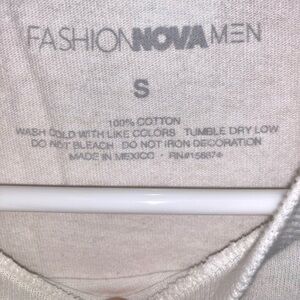 FASHIONNOVAMEN
S
100% COTTON
WASH COLD WITH LIKE COLORS TUMBLE DRY LOW
DO NOT BLEACH DO NOT IRON DECORATION
MADE IN MEXICO •